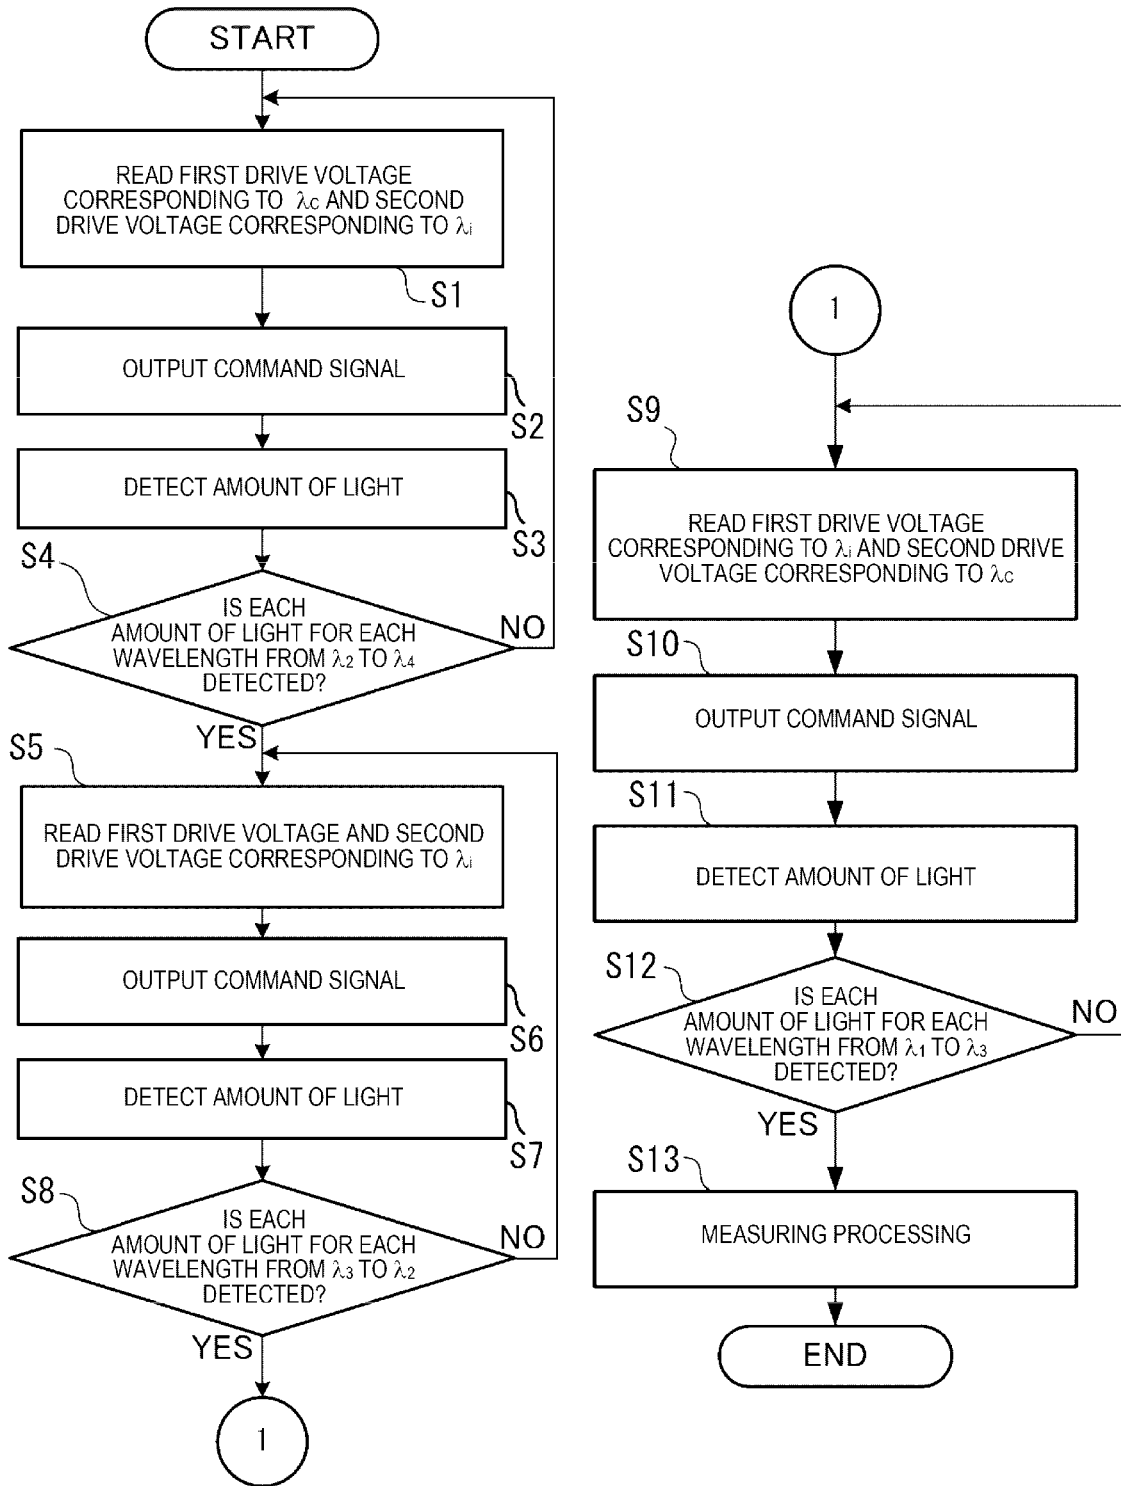 START
READ FIRST DRIVE VOLTAGE
CORRESPONDING TO λc AND SECOND
DRIVE VOLTAGE CORRESPONDING TO λi
S1
OUTPUT COMMAND SIGNAL
S2
DETECT AMOUNT OF LIGHT
S3
S4
IS EACH
AMOUNT OF LIGHT FOR EACH
WAVELENGTH FROM λ2 TO λ4
DETECTED?
NO
YES
S5
READ FIRST DRIVE VOLTAGE AND SECOND
DRIVE VOLTAGE CORRESPONDING TO λi
OUTPUT COMMAND SIGNAL
S6
DETECT AMOUNT OF LIGHT
S7
S8
IS EACH
AMOUNT OF LIGHT FOR EACH
WAVELENGTH FROM λ3 TO λ2
DETECTED?
NO
YES
1
1
S9
READ FIRST DRIVE VOLTAGE
CORRESPONDING TO λi AND SECOND DRIVE
VOLTAGE CORRESPONDING TO λc
S10
OUTPUT COMMAND SIGNAL
S11
DETECT AMOUNT OF LIGHT
S12
IS EACH
AMOUNT OF LIGHT FOR EACH
WAVELENGTH FROM λ1 TO λ3
DETECTED?
NO
YES
S13
MEASURING PROCESSING
END